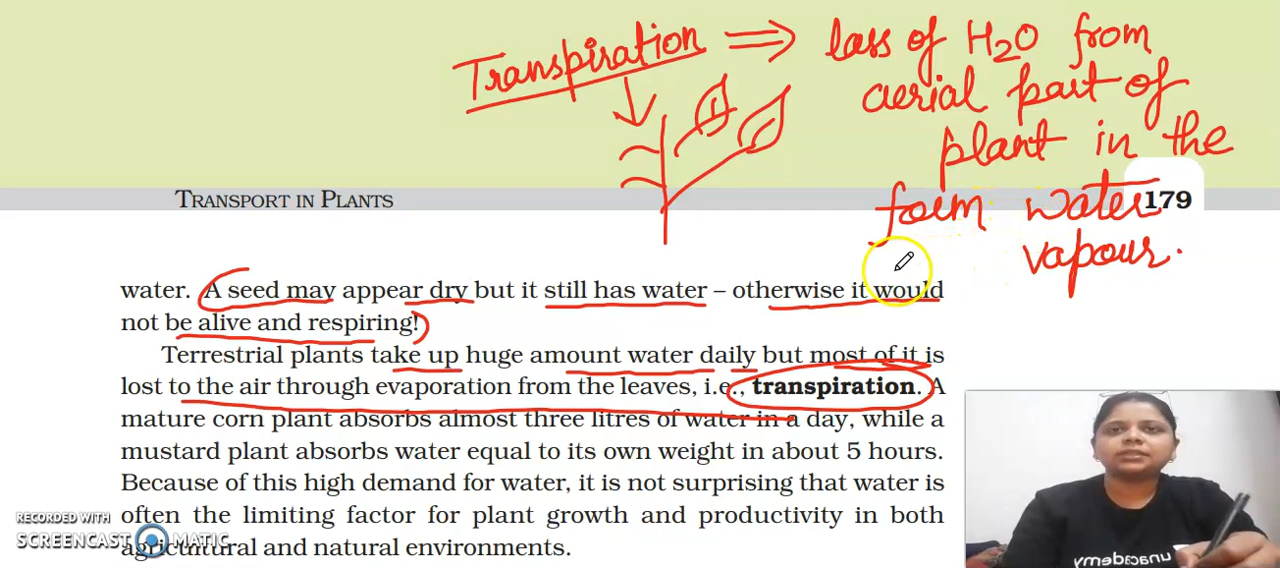 Transpiration ⇒ lass of H₂O from
aerial part of
plant in the
form water
vapour.
TRANSPORT IN PLANTS 179
water. A seed may appear dry but it still has water – otherwise it would
not be alive and respiring!
Terrestrial plants take up huge amount water daily but most of it is
lost to the air through evaporation from the leaves, i.e., transpiration. A
mature corn plant absorbs almost three litres of water in a day, while a
mustard plant absorbs water equal to its own weight in about 5 hours.
Because of this high demand for water, it is not surprising that water is
often the limiting factor for plant growth and productivity in both
agricultural and natural environments.
RECORDED WITH
SCREENCAST MATIC
unacademy